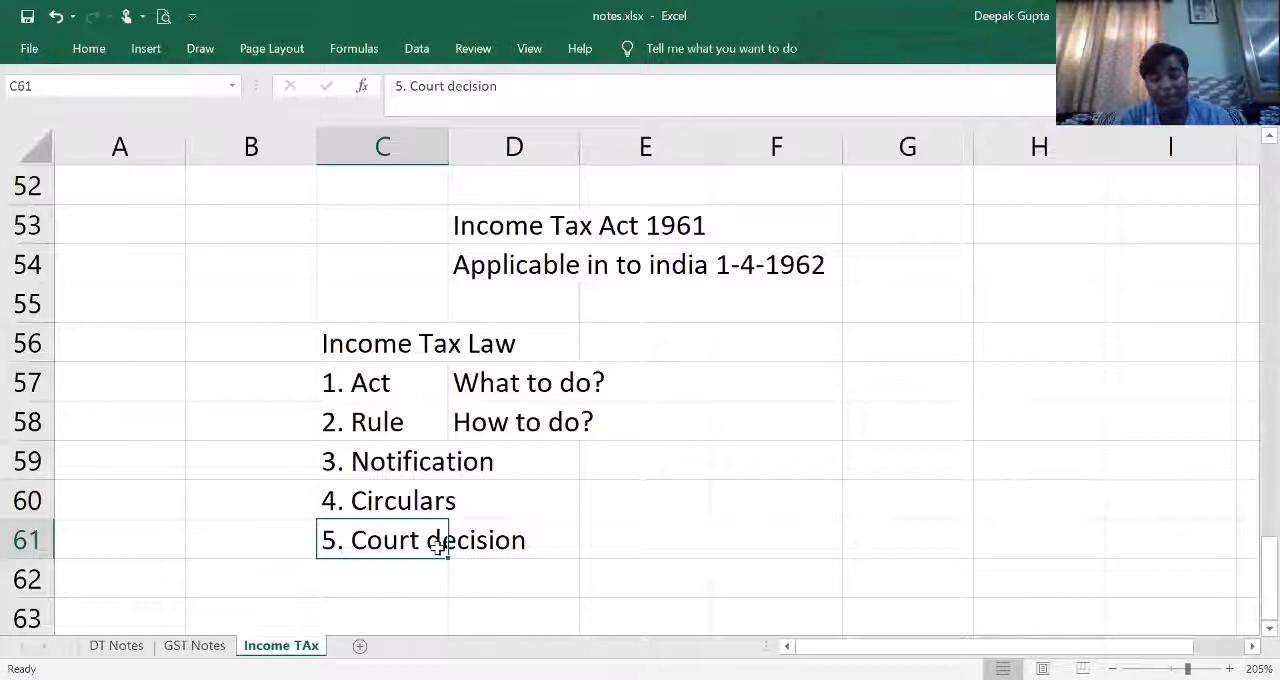 notes.xlsx - Excel
Deepak Gupta
File Home Insert Draw Page Layout Formulas Data Review View Help Tell me what you want to do
C61 fx 5. Court decision
A B C D E F G H I
52
53 Income Tax Act 1961
54 Applicable in to india 1-4-1962
55
56 Income Tax Law
57 1. Act What to do?
58 2. Rule How to do?
59 3. Notification
60 4. Circulars
61 5. Court decision
62
63
DT Notes GST Notes Income TAx
Ready 205%